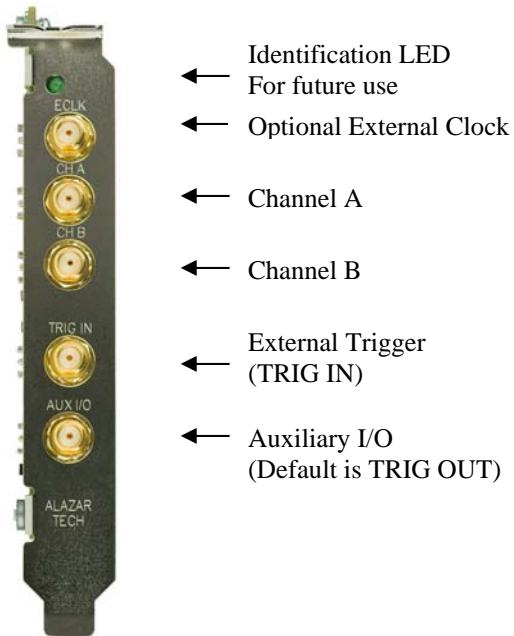 Identification LED
For future use
ECLK
Optional External Clock
CH A
Channel A
CH B
Channel B
TRIG IN
External Trigger
(TRIG IN)
AUX I/O
Auxiliary I/O
(Default is TRIG OUT)
ALAZAR
TECH